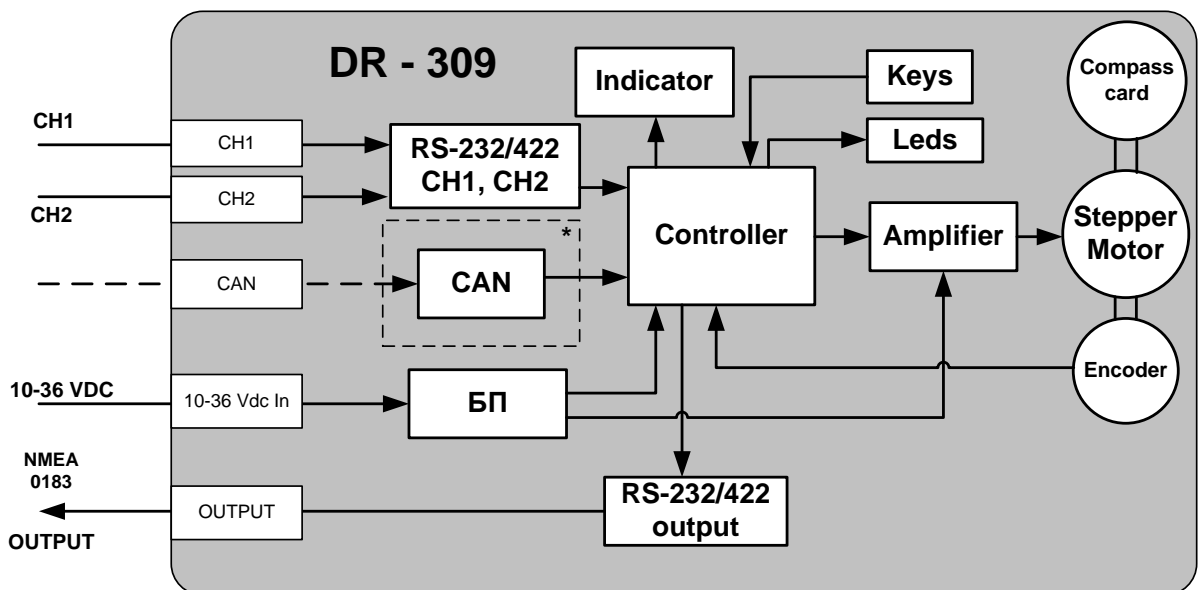 DR - 309
Indicator
Keys
Compass
card
CH1
CH1
RS-232/422
CH1, CH2
Leds
CH2
CH2
Controller
Amplifier
Stepper
Motor
*
CAN
CAN
10-36 VDC
10-36 Vdc In
БП
Encoder
NMEA
0183
OUTPUT
OUTPUT
RS-232/422
output